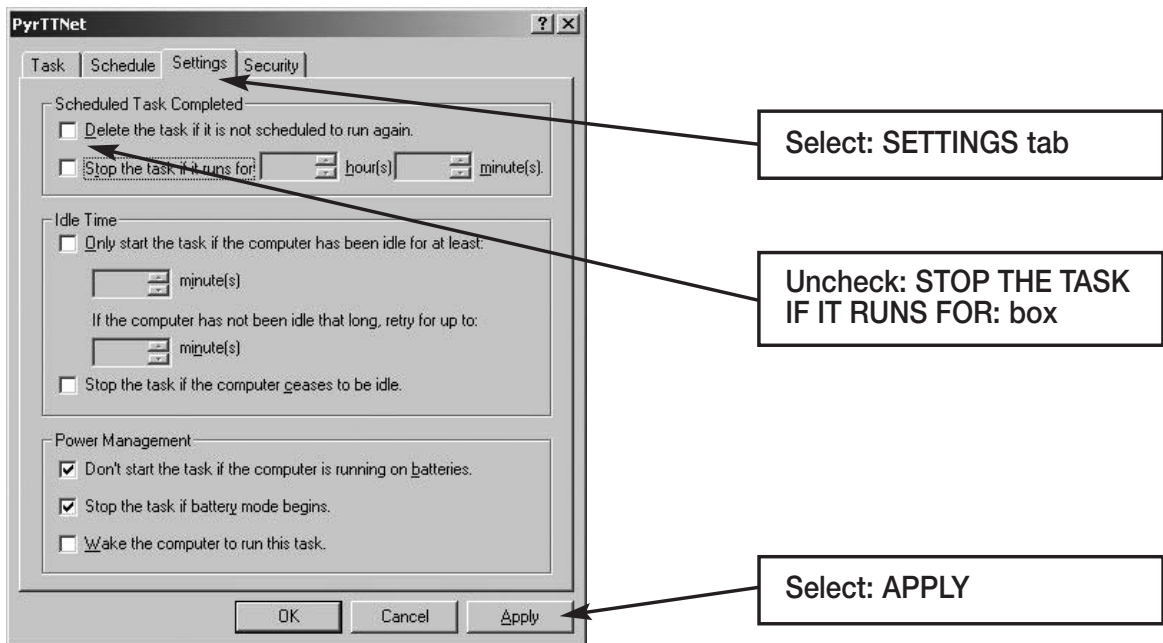 PyrTTNet
Task Schedule Settings Security
Scheduled Task Completed
Delete the task if it is not scheduled to run again.
Stop the task if it runs for: hour(s) minute(s).
Idle Time
Only start the task if the computer has been idle for at least:
minute(s)
If the computer has not been idle that long, retry for up to:
minute(s)
Stop the task if the computer ceases to be idle.
Power Management
Don't start the task if the computer is running on batteries.
Stop the task if battery mode begins.
Wake the computer to run this task.
OK Cancel Apply
Select: SETTINGS tab
Uncheck: STOP THE TASK
IF IT RUNS FOR: box
Select: APPLY